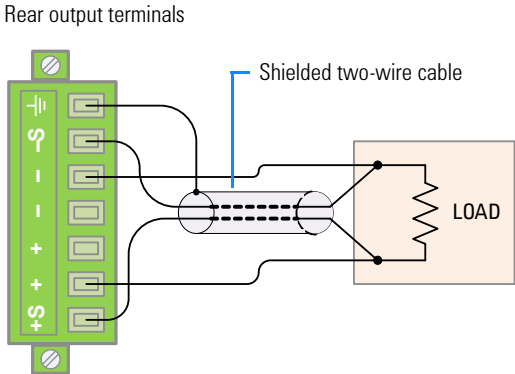 Rear output terminals
Shielded two-wire cable
–S
–
–
+
+
+S
LOAD